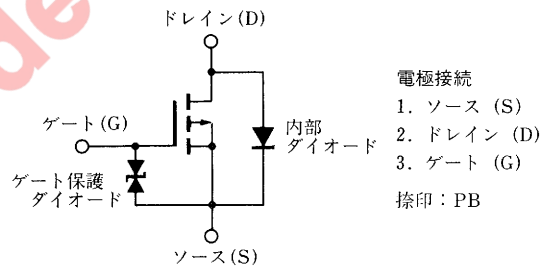 ドレイン(D)
ゲート(G)
内部
ダイオード
ゲート保護
ダイオード
ソース(S)
電極接続
1. ソース (S)
2. ドレイン (D)
3. ゲート (G)
捺印:PB
de